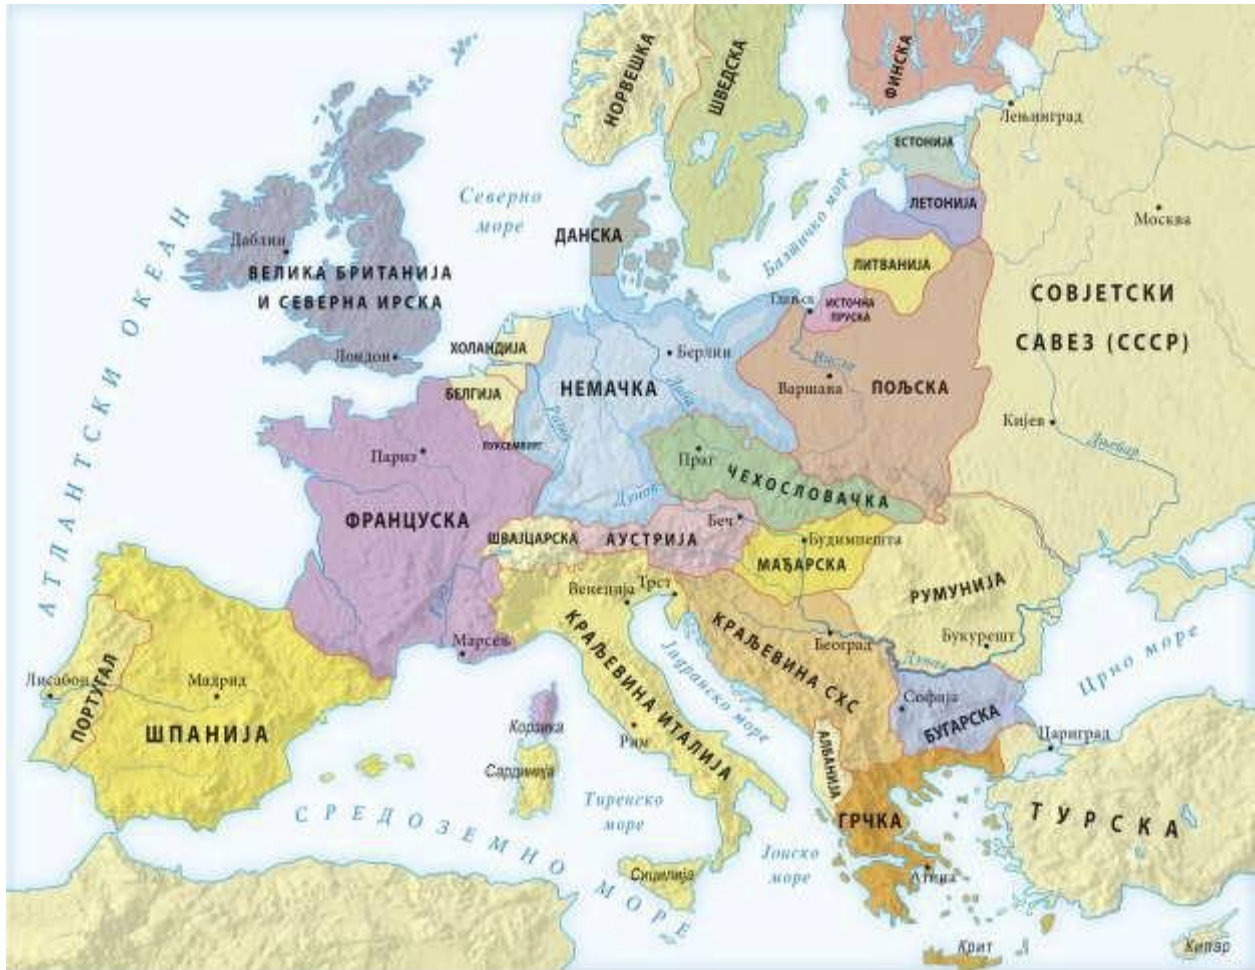 НОРВЕШКА
ШВЕДСКА
ФИНСКА
Лењинград
ЕСТОНИЈА
Северно
море
Балтичко море
ЛЕТОНИЈА
Москва
ДАНСКА
Даблин
ВЕЛИКА БРИТАНИЈА
И СЕВЕРНА ИРСКА
ЛИТВАНИЈА
АТЛАНТСКИ ОКЕАН
Гдањск
ИСТОЧНА
ПРУСКА
СОВЈЕТСКИ
САВЕЗ (СССР)
Лондон
ХОЛАНДИЈА
Берлин
Висла
БЕЛГИЈА
НЕМАЧКА
Лаба
Варшава
ПОЉСКА
Рајна
Кијев
Дњепар
ЛУКСЕМБУРГ
Париз
Праг
ЧЕХОСЛОВАЧКА
Дунав
ФРАНЦУСКА
Беч
ШВАЈЦАРСКА
АУСТРИЈА
Будимпешта
МАЂАРСКА
РУМУНИЈА
Венеција
Трст
Марсељ
КРАЉЕВИНА ИТАЛИЈА
КРАЉЕВИНА СХС
Београд
Букурешт
Дунав
Јадранско море
Црно море
Лисабон
ПОРТУГАЛ
Мадрид
ШПАНИЈА
Софија
БУГАРСКА
Корзика
Рим
АЛБАНИЈА
Цариград
Сардинија
СРЕДОЗЕМНО МОРЕ
Тиренско
море
ГРЧКА
ТУРСКА
Јонско
море
Сицилија
Атина
Крит
Кипар